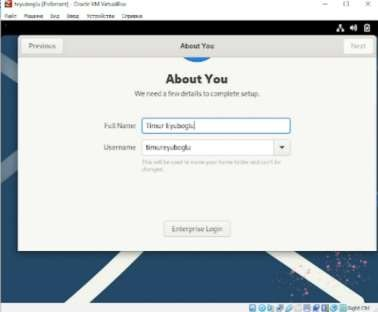 teyuboglu [Работает] - Oracle VM VirtualBox
Файл Машина Вид Ввод Устройства Справка
Previous About You Next
About You
We need a few details to complete setup.
Full Name Timur Eyuboglu
Username timureyuboglu
This will be used to name your home folder and can't be
changed.
Enterprise Login
Right Ctrl